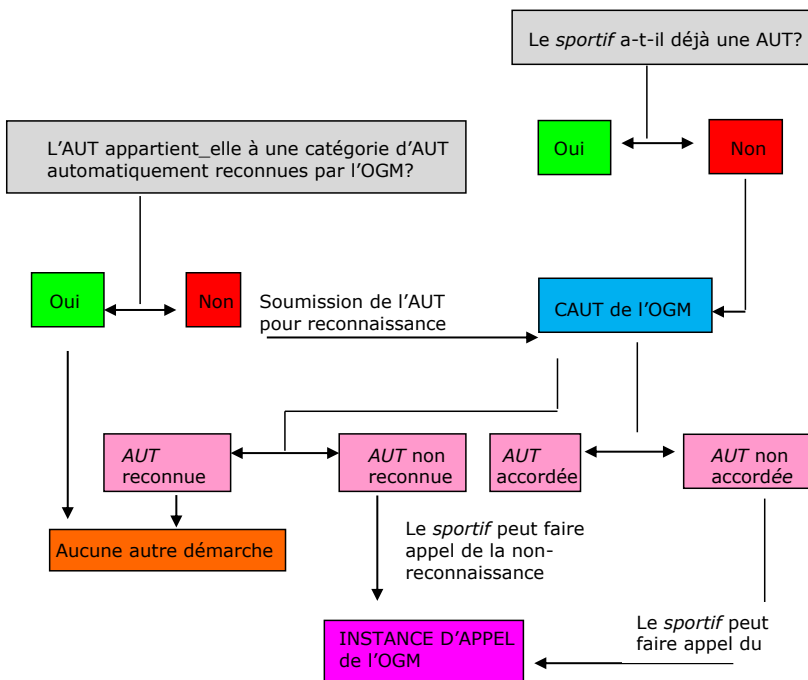 Le sportif a-t-il déjà une AUT?
Oui
Non
L'AUT appartient_elle à une catégorie d'AUT
automatiquement reconnues par l'OGM?
Oui
Non
Soumission de l'AUT
pour reconnaissance
CAUT de l'OGM
AUT
reconnue
AUT non
reconnue
AUT
accordée
AUT non
accordée
Aucune autre démarche
Le sportif peut faire
appel de la non-
reconnaissance
INSTANCE D'APPEL
de l'OGM
Le sportif peut
faire appel du